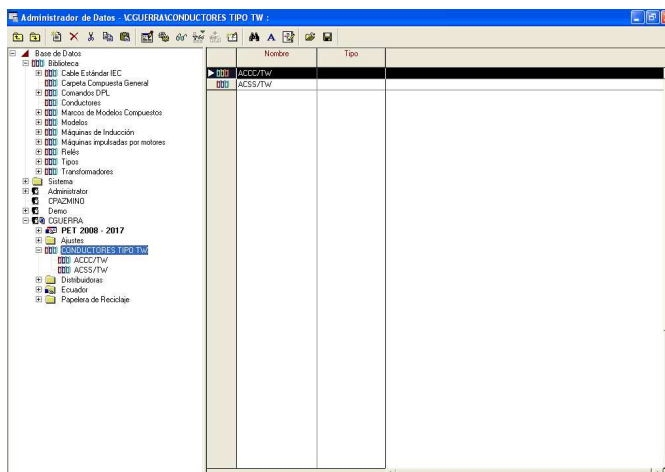 Administrador de Datos - \CGUERRA\CONDUCTORES TIPO TW :
Base de Datos
Biblioteca
Cable Estándar IEC
Carpeta Compuesta General
Comandos DPL
Conductores
Marcos de Modelos Compuestos
Modelos
Máquinas de Inducción
Máquinas impulsadas por motores
Relés
Tipos
Transformadores
Sistema
Administrator
CPAZMINO
Demo
CGUERRA
PET 2008 - 2017
Ajustes
CONDUCTORES TIPO TW
ACCC/TW
ACSS/TW
Distribuidoras
Ecuador
Papelera de Reciclaje
Nombre Tipo
ACCC/TW
ACSS/TW